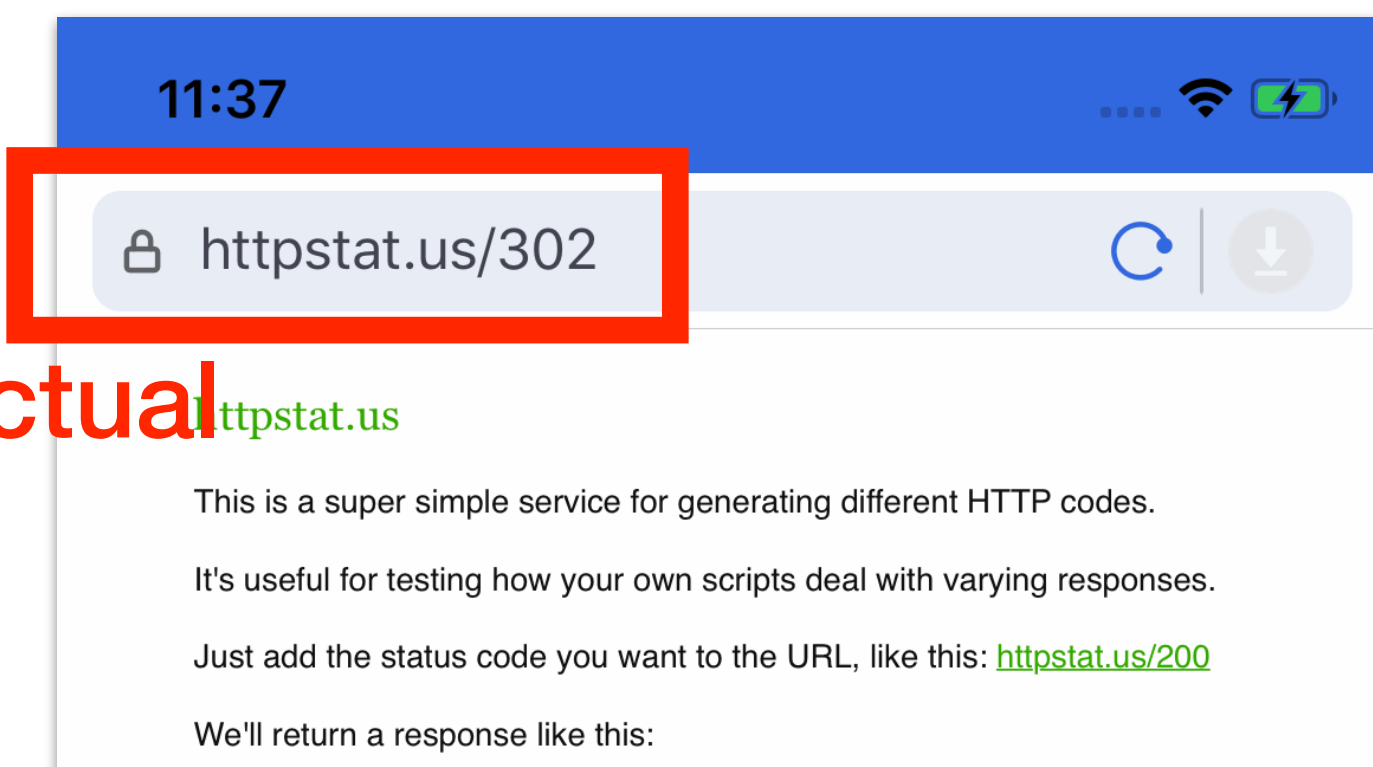 11:37
httpstat.us/302
ctual
httpstat.us
This is a super simple service for generating different HTTP codes.
It's useful for testing how your own scripts deal with varying responses.
Just add the status code you want to the URL, like this: httpstat.us/200
We'll return a response like this: